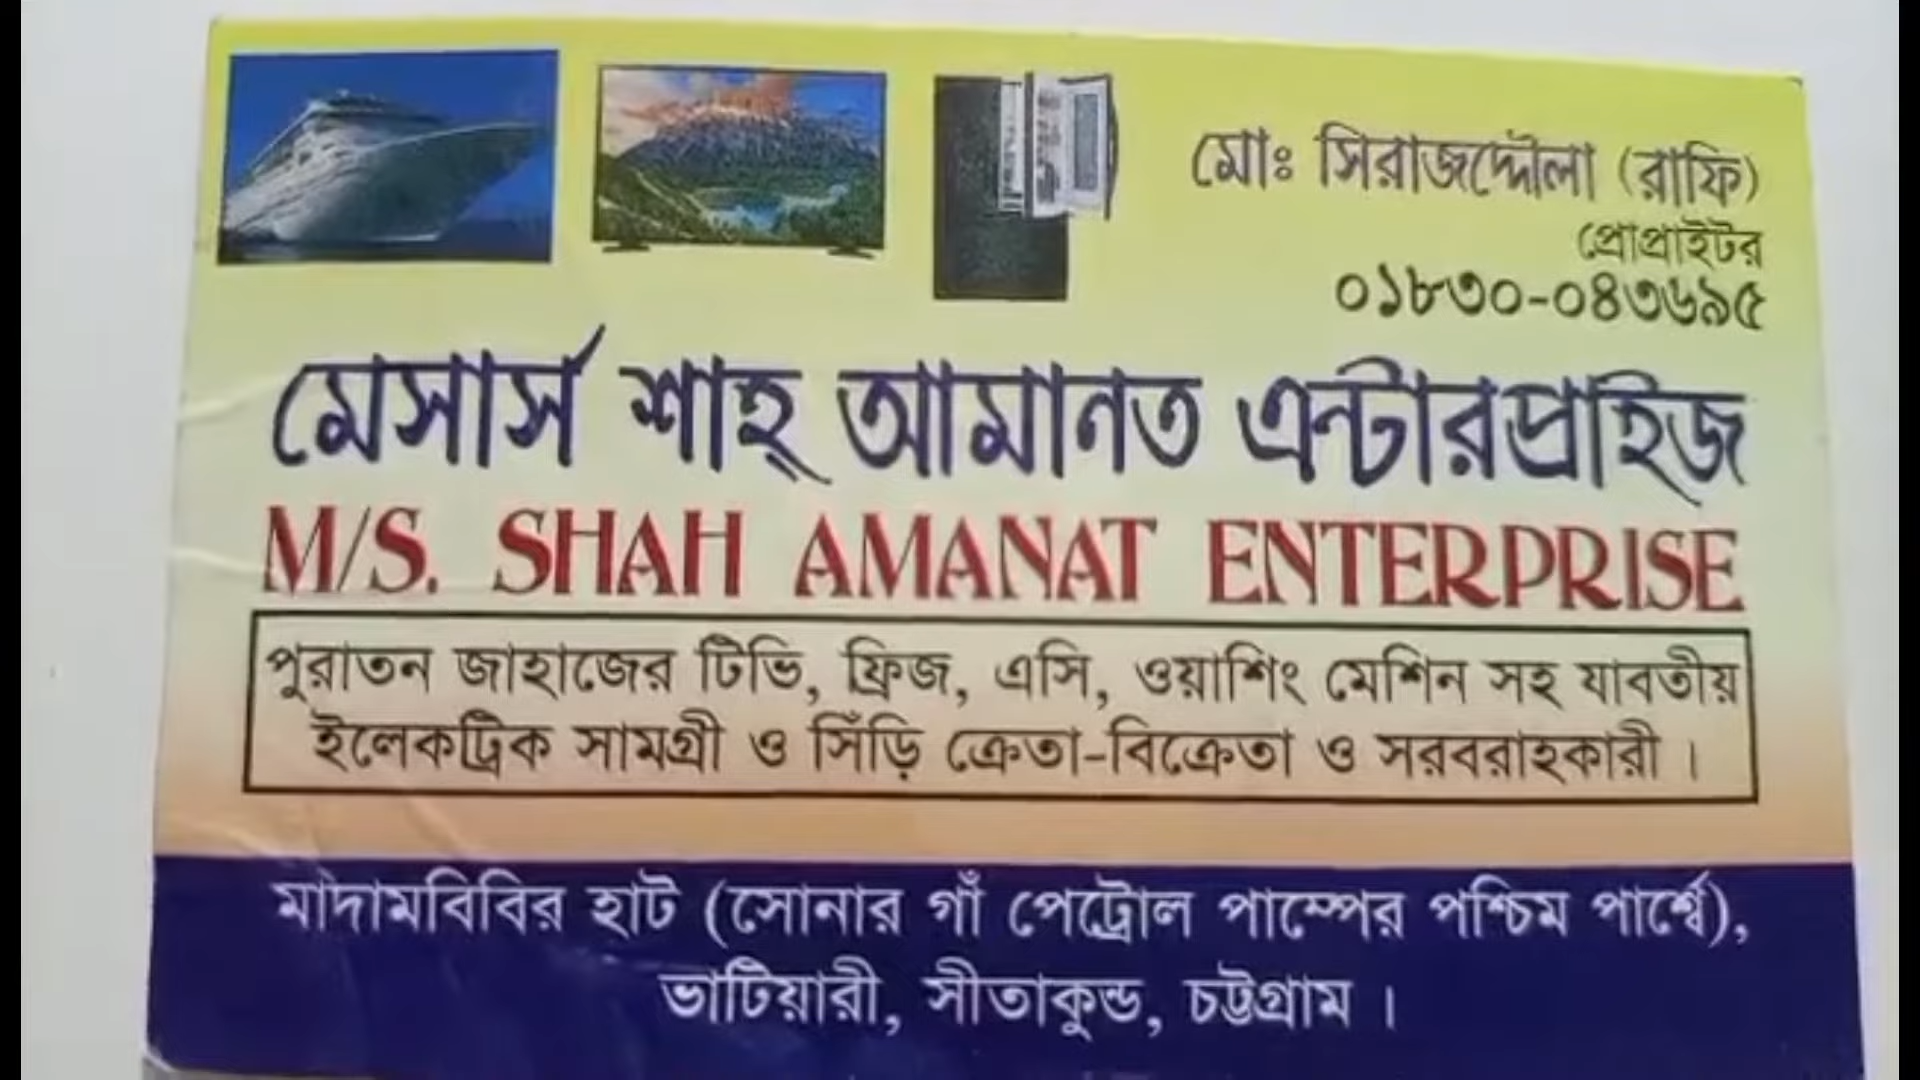 মোঃ সিরাজদ্দৌলা (রাফি)
প্রোপ্রাইটর
০১৮৩০-০৪৩৬৯৫
মেসার্স শাহ্ আমানত এন্টারপ্রাইজ
M/S. SHAH AMANAT ENTERPRISE
পুরাতন জাহাজের টিভি, ফ্রিজ, এসি, ওয়াশিং মেশিন সহ যাবতীয়
ইলেকট্রিক সামগ্রী ও সিঁড়ি ক্রেতা-বিক্রেতা ও সরবরাহকারী ।
মাদামবিবির হাট (সোনার গাঁ পেট্রোল পাম্পের পশ্চিম পার্শ্বে),
ভাটিয়ারী, সীতাকুন্ড, চট্টগ্রাম ।